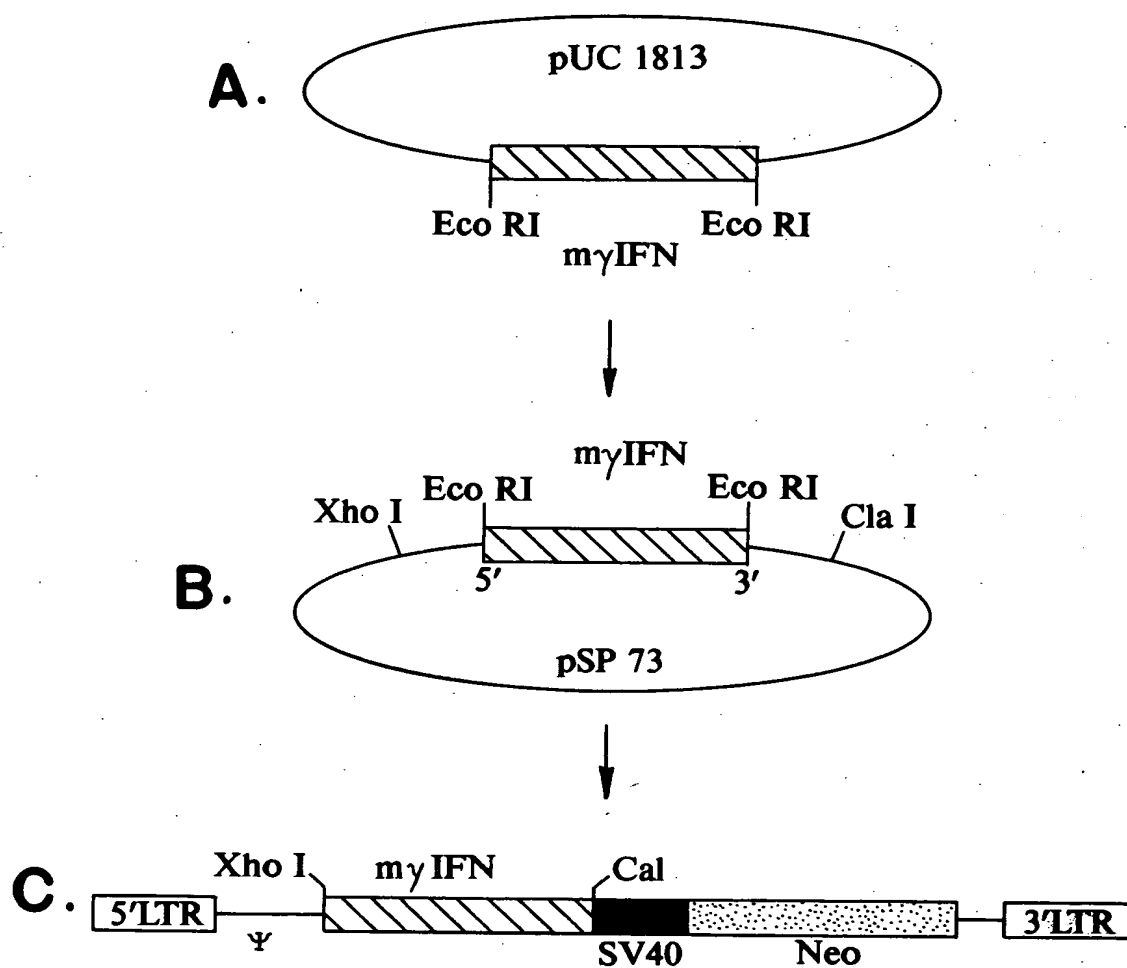 A.
pUC 1813
Eco RI
Eco RI
mγIFN
mγIFN
Eco RI
Eco RI
Xho I
Cla I
5′
3′
B.
pSP 73
C.
Xho I
mγ IFN
Cal
5′LTR
Ψ
SV40
Neo
3′LTR